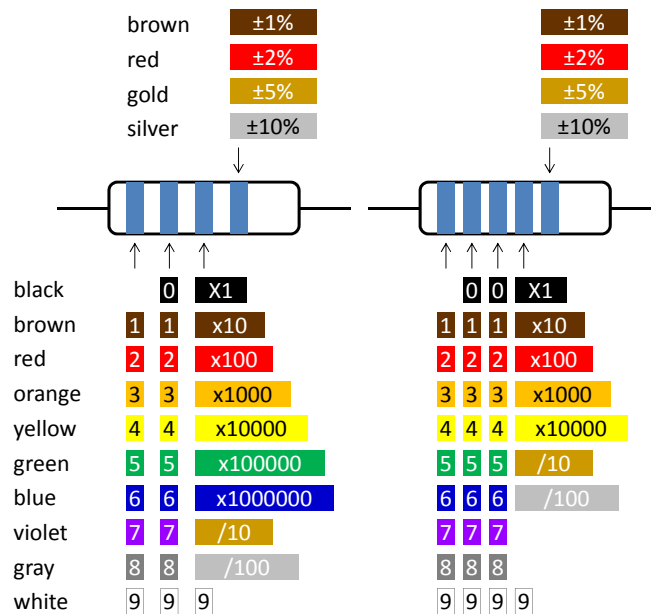 brown ±1% ±1%
red ±2% ±2%
gold ±5% ±5%
silver ±10% ±10%
black 0 X1 0 0 X1
brown 1 1 x10 1 1 1 x10
red 2 2 x100 2 2 2 x100
orange 3 3 x1000 3 3 3 x1000
yellow 4 4 x10000 4 4 4 x10000
green 5 5 x100000 5 5 5 /10
blue 6 6 x1000000 6 6 6 /100
violet 7 7 /10 7 7 7
gray 8 8 /100 8 8 8
white 9 9 9 9 9 9 9